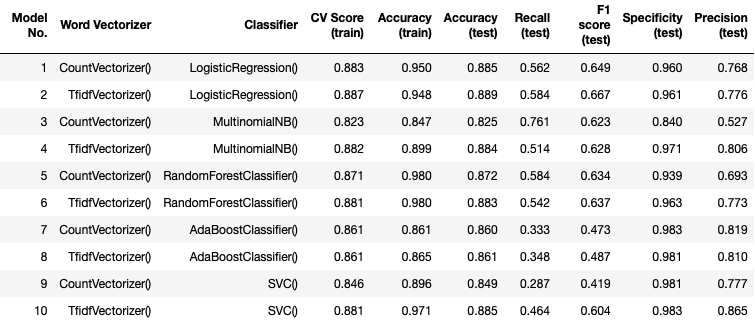 Model No. Word Vectorizer Classifier CV Score (train) Accuracy (train) Accuracy (test) Recall (test) F1 score (test) Specificity (test) Precision (test)
1 CountVectorizer() LogisticRegression() 0.883 0.950 0.885 0.562 0.649 0.960 0.768
2 TfidfVectorizer() LogisticRegression() 0.887 0.948 0.889 0.584 0.667 0.961 0.776
3 CountVectorizer() MultinomialNB() 0.823 0.847 0.825 0.761 0.623 0.840 0.527
4 TfidfVectorizer() MultinomialNB() 0.882 0.899 0.884 0.514 0.628 0.971 0.806
5 CountVectorizer() RandomForestClassifier() 0.871 0.980 0.872 0.584 0.634 0.939 0.693
6 TfidfVectorizer() RandomForestClassifier() 0.881 0.980 0.883 0.542 0.637 0.963 0.773
7 CountVectorizer() AdaBoostClassifier() 0.861 0.861 0.860 0.333 0.473 0.983 0.819
8 TfidfVectorizer() AdaBoostClassifier() 0.861 0.865 0.861 0.348 0.487 0.981 0.810
9 CountVectorizer() SVC() 0.846 0.896 0.849 0.287 0.419 0.981 0.777
10 TfidfVectorizer() SVC() 0.881 0.971 0.885 0.464 0.604 0.983 0.865